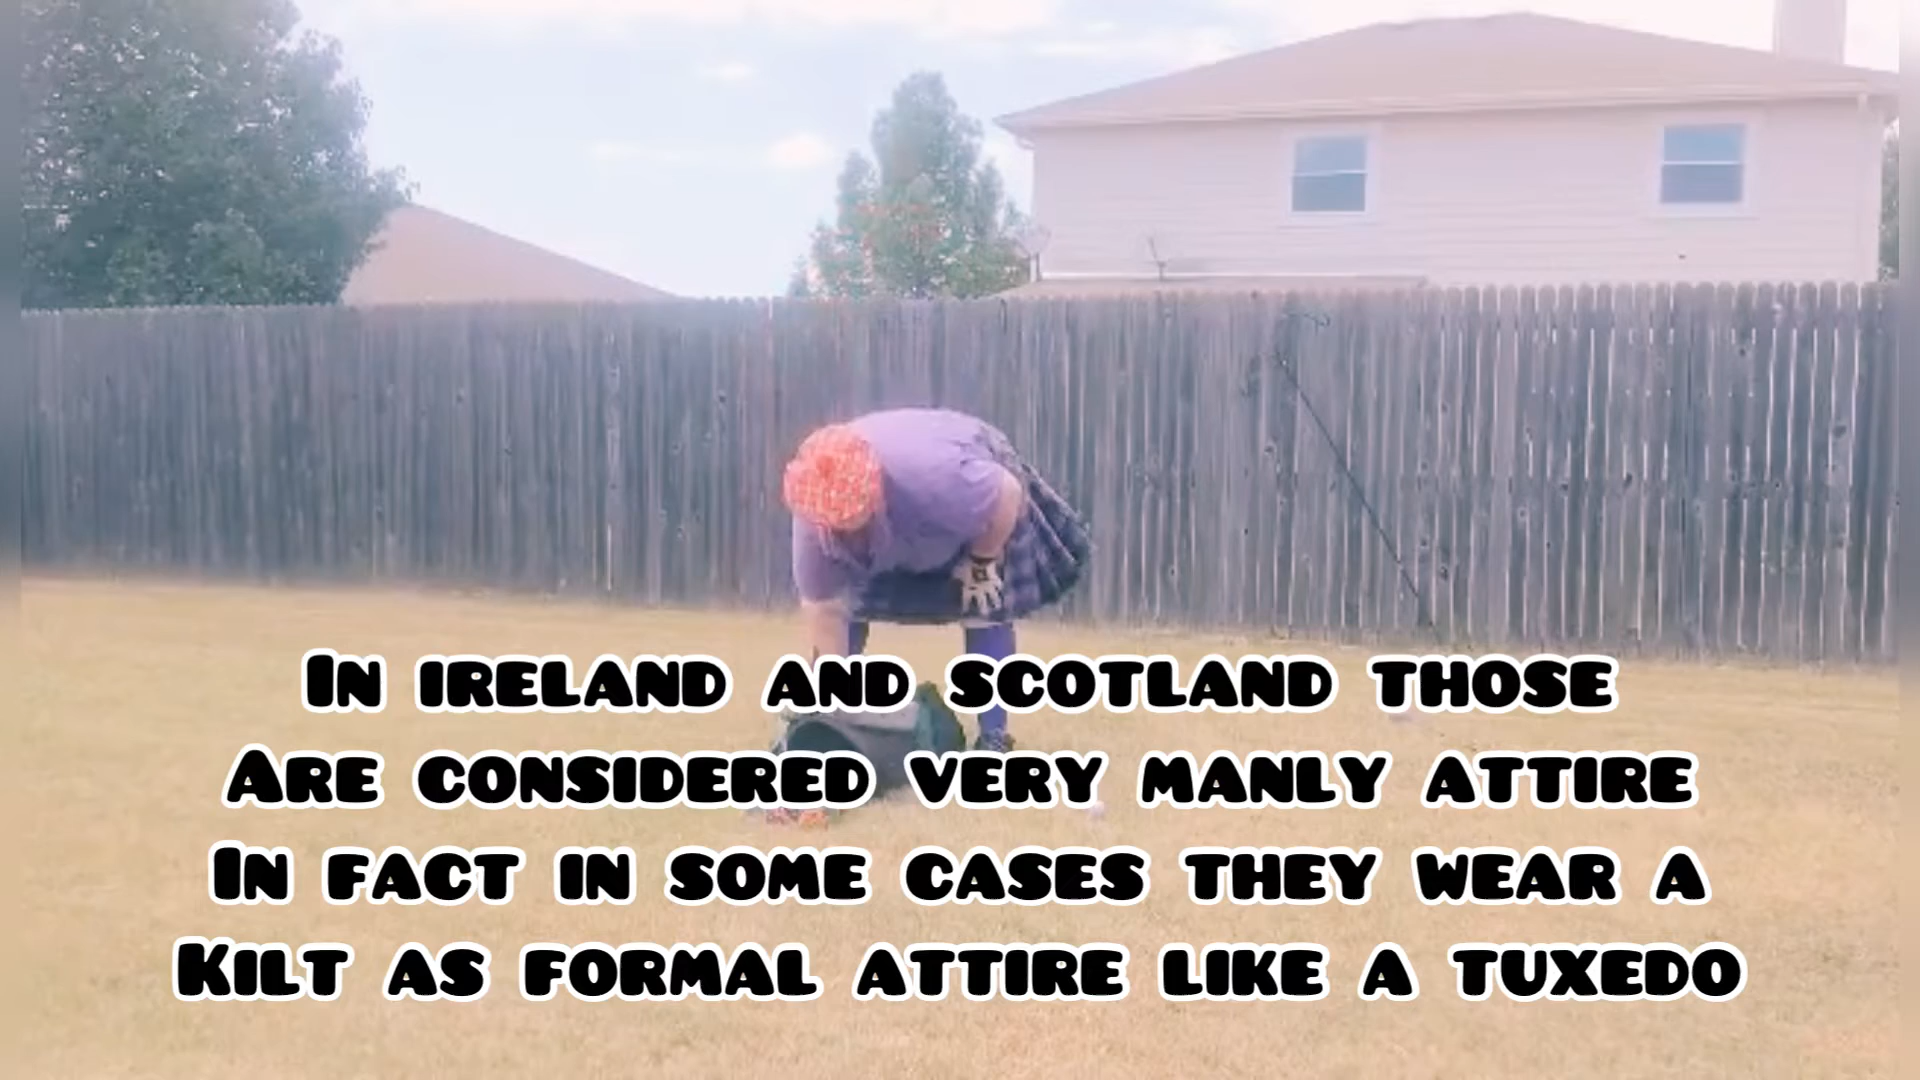 In ireland and scotland those
Are considered very manly attire
In fact in some cases they wear a
Kilt as formal attire like a tuxedo